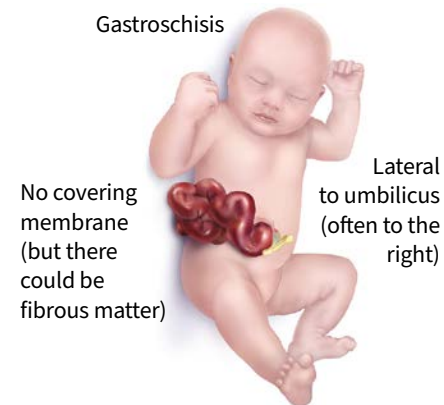 Gastroschisis
No covering
membrane
(but there
could be
fibrous matter)
Lateral
to umbilicus
(often to the
right)